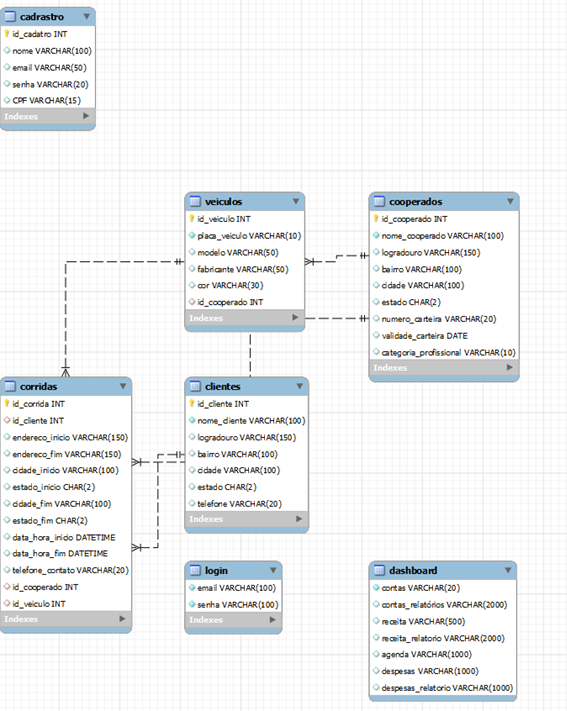 cadrastro
id_cadatro INT
nome VARCHAR(100)
email VARCHAR(50)
senha VARCHAR(20)
CPF VARCHAR(15)
Indexes
veiculos
id_veiculo INT
placa_veiculo VARCHAR(10)
modelo VARCHAR(50)
fabricante VARCHAR(50)
cor VARCHAR(30)
id_cooperado INT
Indexes
cooperados
id_cooperado INT
nome_cooperado VARCHAR(100)
logradouro VARCHAR(150)
bairro VARCHAR(100)
cidade VARCHAR(100)
estado CHAR(2)
numero_carteira VARCHAR(20)
validade_carteira DATE
categoria_profissional VARCHAR(10)
Indexes
corridas
id_corrida INT
id_cliente INT
endereco_inicio VARCHAR(150)
endereco_fim VARCHAR(150)
cidade_inicio VARCHAR(100)
estado_inicio CHAR(2)
cidade_fim VARCHAR(100)
estado_fim CHAR(2)
data_hora_inicio DATETIME
data_hora_fim DATETIME
telefone_contato VARCHAR(20)
id_cooperado INT
id_veiculo INT
Indexes
clientes
id_cliente INT
nome_cliente VARCHAR(100)
logradouro VARCHAR(150)
bairro VARCHAR(100)
cidade VARCHAR(100)
estado CHAR(2)
telefone VARCHAR(20)
Indexes
login
email VARCHAR(100)
senha VARCHAR(100)
Indexes
dashboard
contas VARCHAR(20)
contas_relatórios VARCHAR(2000)
receita VARCHAR(500)
receita_relatorio VARCHAR(2000)
agenda VARCHAR(1000)
despesas VARCHAR(1000)
despesas_relatorio VARCHAR(1000)